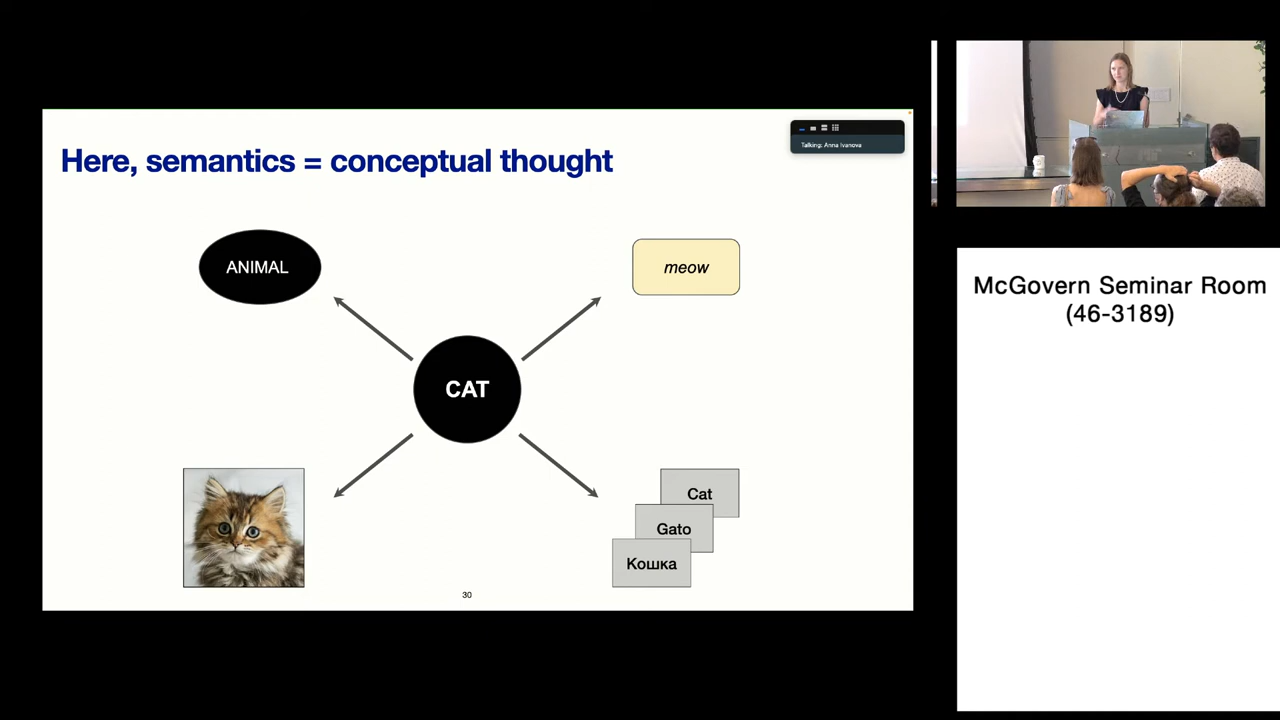 Talking: Anna Ivanova
Here, semantics = conceptual thought
ANIMAL
meow
CAT
Cat
Gato
Кошка
30
McGovern Seminar Room
(46-3189)